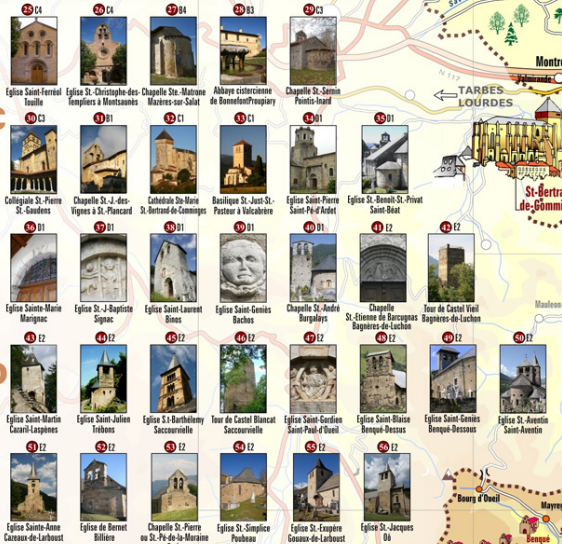 25 C4
26 C4
27 B4
28 B3
29 C3
Eglise Saint-Ferréol
Touille
Eglise St.-Christophe-des-
Templiers à Montsaunès
Chapelle Ste.-Matrone
Mazères-sur-Salat
Abbaye cistercienne
de BonnefontProupiary
Chapelle St.-Sernin
Pointis-Inard
N 117
TARBES
LOURDES
Montré
Valmirande
30 C3
31 B1
32 C1
33 C1
34 D1
35 D1
Collégiale St.-Pierre
St.-Gaudens
Chapelle St.-J.-des-
Vignes à St.-Plancard
Cathédrale Ste-Marie
St.-Bertrand-de-Comminges
Basilique St.-Just-St.-
Pasteur à Valcabrère
Eglise Saint-Pierre
Saint-Pé-d'Ardet
Eglise St.-Benoît-St.-Privat
Saint-Béat
St-Bertra
de-Commi
36 D1
37 D1
38 D1
39 D1
40 D1
41 E2
42 E2
Eglise Sainte-Marie
Marignac
Eglise St.-J-Baptiste
Signac
Eglise Saint-Laurent
Binos
Eglise Saint-Geniès
Bachos
Chapelle St.-André
Burgalays
Chapelle
St.-Etienne de Barcugnas
Bagnères-de-Luchon
Tour de Castel Vieil
Bagnères-de-Luchon
Mauleon
43 E2
44 E2
45 E2
46 E2
47 E2
48 E2
49 E2
50 E2
Eglise Saint-Martin
Cazaril-Laspènes
Eglise Saint-Julien
Trébons
Eglise S.t-Barthélemy
Saccourvielle
Tour de Castel Blancat
Saccourvielle
Eglise Saint-Gordien
Saint-Paul-d'Oueil
Eglise Saint-Blaise
Benqué-Dessus
Eglise Saint-Geniès
Benqué-Dessous
Eglise St.-Aventin
Saint-Aventin
51 E2
52 E2
53 E2
54 E2
55 E2
56 E2
Eglise Sainte-Anne
Cazeaux-de-Larboust
Eglise de Bernet
Billière
Chapelle St.-Pierre
ou St.-Pé-de-la-Moraine
Eglise St.-Simplice
Poubeau
Eglise St.-Exupère
Gouaux-de-Larboust
Eglise St.-Jacques
Oô
Bourg d'Oueil
Mayreg
Benqué